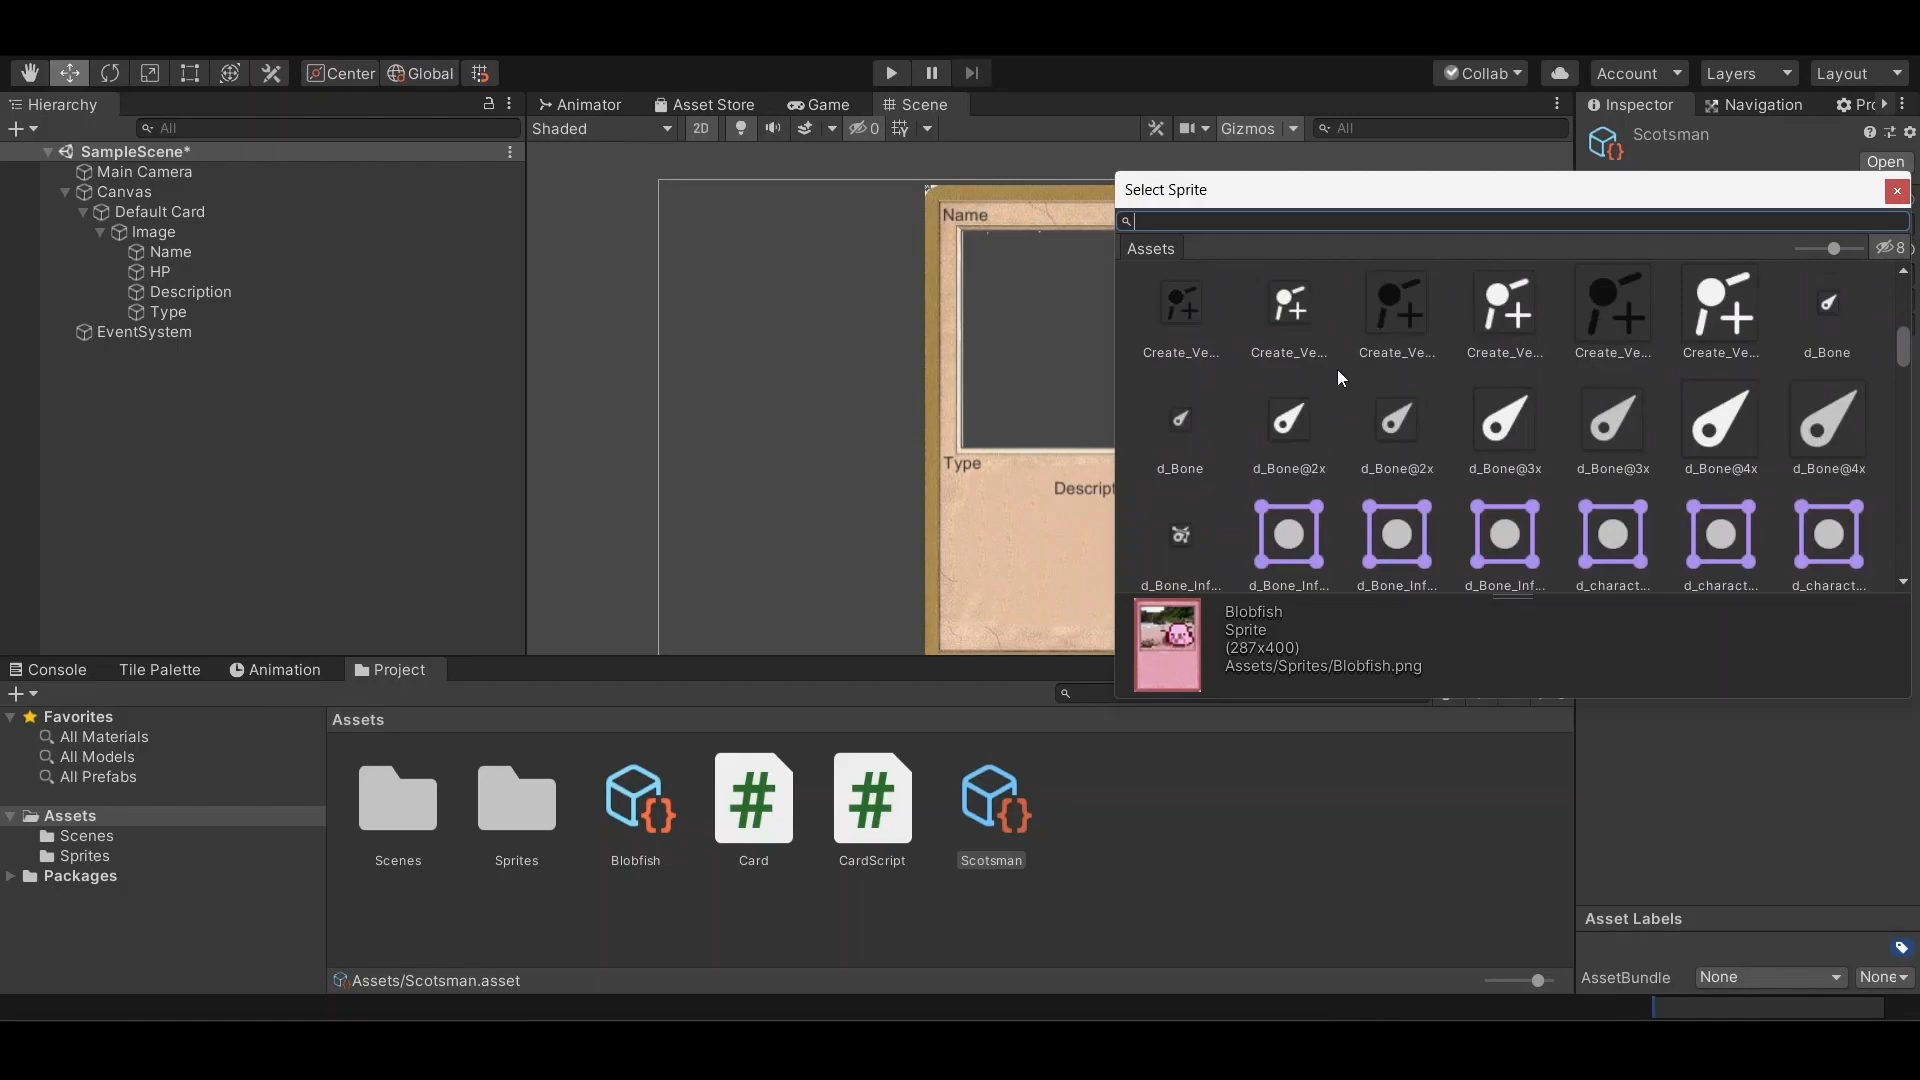 Center
Global
Collab
Account
Layers
Layout
Hierarchy
All
SampleScene*
Main Camera
Canvas
Default Card
Image
Name
HP
Description
Type
EventSystem
Animator
Asset Store
Game
Scene
Shaded
2D
0
Gizmos
All
Name
Type
Descript
Inspector
Navigation
Pr
Scotsman
Open
Select Sprite
Assets
8
Create_Ve...
Create_Ve...
Create_Ve...
Create_Ve...
Create_Ve...
Create_Ve...
d_Bone
d_Bone
d_Bone@2x
d_Bone@2x
d_Bone@3x
d_Bone@3x
d_Bone@4x
d_Bone@4x
d_Bone_Inf...
d_Bone_Inf...
d_Bone_Inf...
d_Bone_Inf...
d_charact...
d_charact...
d_charact...
Blobfish
Sprite
(287x400)
Assets/Sprites/Blobfish.png
Console
Tile Palette
Animation
Project
Favorites
All Materials
All Models
All Prefabs
Assets
Scenes
Sprites
Packages
Assets
Scenes
Sprites
Blobfish
#
Card
#
CardScript
Scotsman
Assets/Scotsman.asset
Asset Labels
AssetBundle
None
None